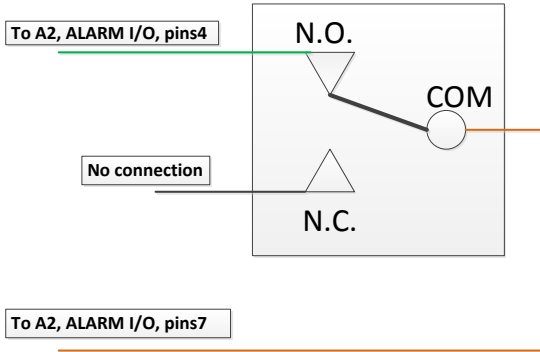 To A2, ALARM I/O, pins4
N.O.
COM
No connection
N.C.
To A2, ALARM I/O, pins7